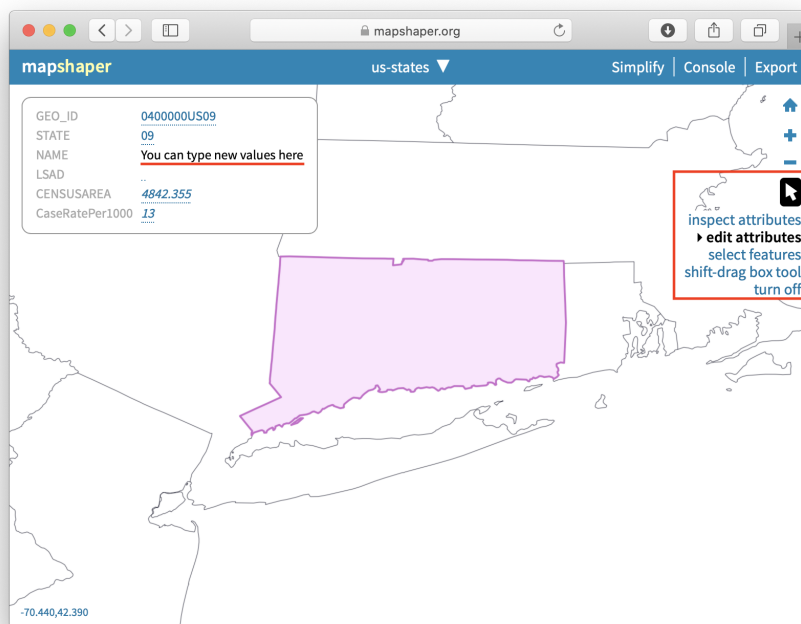 mapshaper.org
mapshaper
us-states
Simplify
Console
Export
GEO_ID 0400000US09
STATE 09
NAME You can type new values here
LSAD
CENSUSAREA 4842.355
CaseRatePer1000 13
inspect attributes
edit attributes
select features
shift-drag box tool
turn off
-70.440,42.390